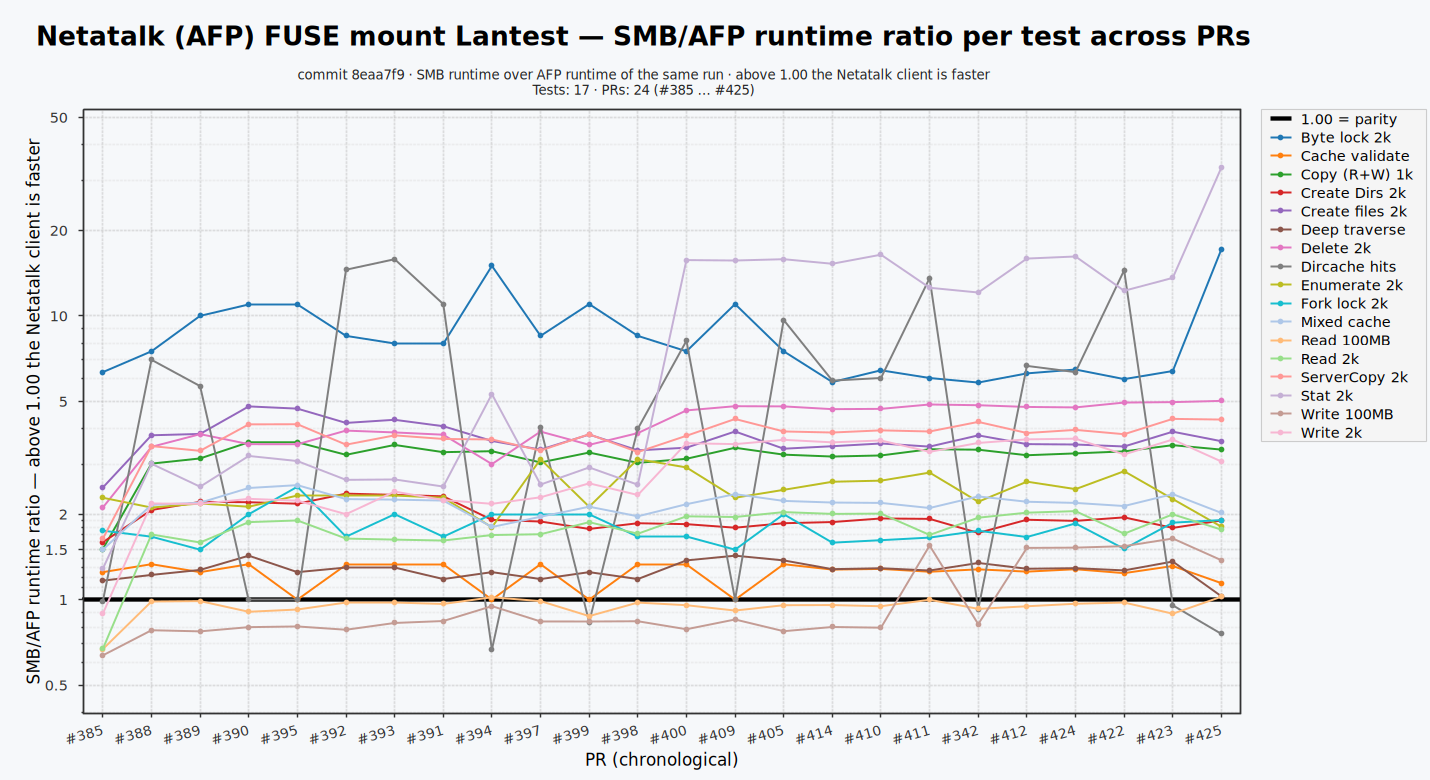 Netatalk (AFP) FUSE mount Lantest — SMB/AFP runtime ratio per test across PRs
commit 8eaa7f9 · SMB runtime over AFP runtime of the same run · above 1.00 the Netatalk client is faster
Tests: 17 · PRs: 24 (#385 … #425)
SMB/AFP runtime ratio — above 1.00 the Netatalk client is faster
50
20
10
5
2
1.5
1
0.5
#385 #388 #389 #390 #395 #392 #393 #391 #394 #397 #399 #398 #400 #409 #405 #414 #410 #411 #342 #412 #424 #422 #423 #425
PR (chronological)
1.00 = parity
Byte lock 2k
Cache validate
Copy (R+W) 1k
Create Dirs 2k
Create files 2k
Deep traverse
Delete 2k
Dircache hits
Enumerate 2k
Fork lock 2k
Mixed cache
Read 100MB
Read 2k
ServerCopy 2k
Stat 2k
Write 100MB
Write 2k